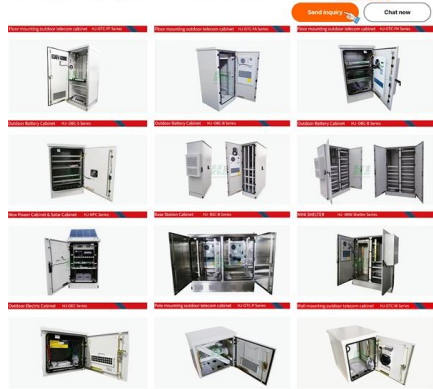 Send inquiry
Chat now
Floor mounting outdoor telecom cabinet HJ-OTC-FF Series
Floor mounting outdoor telecom cabinet HJ-OTC-FA Series
Floor mounting outdoor telecom cabinet HJ-OTC-FH Series
Outdoor Battery Cabinet HJ-OBC-S Series
Outdoor Battery Cabinet HJ-OBC-B Series
Outdoor Battery Cabinet HJ-OBC-B Series
New Power Cabinet & Solar Cabinet HJ-NPC Series
Base Station Cabinet HJ-BSC-B Series
MINI SHELTER HJ-MINI Shelter Series
Outdoor Electric Cabinet HJ-OEC Series
Pole mounting outdoor telecom cabinet HJ-OTC-P Series
Wall mounting outdoor telecom cabinet HJ-OTC-W Series